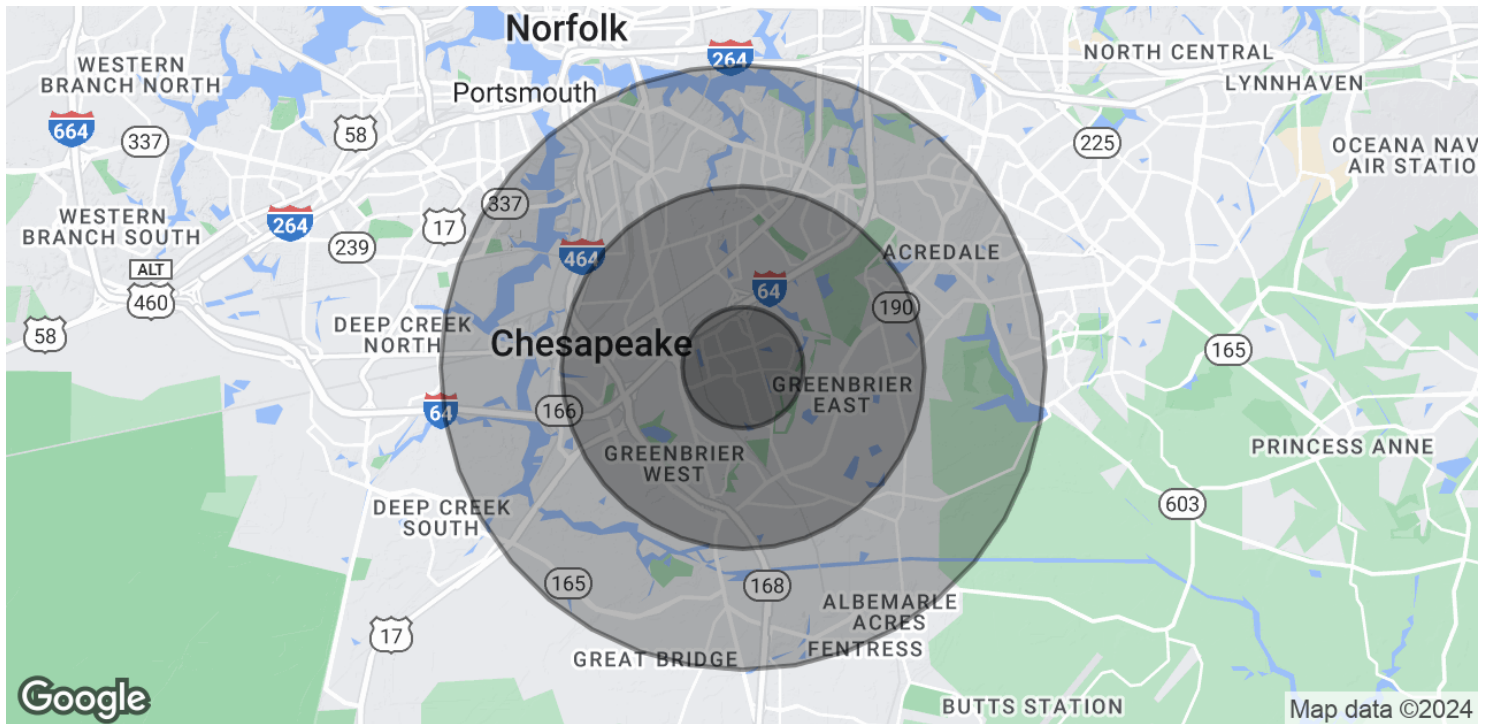 Norfolk
264
NORTH CENTRAL
LYNNHAVEN
WESTERN
BRANCH NORTH
Portsmouth
664
337
58
225
OCEANA NAV
AIR STATIO
337
WESTERN
BRANCH SOUTH
264
17
239
464
ACREDALE
ALT
460
64
190
58
DEEP CREEK
NORTH
Chesapeake
165
GREENBRIER
EAST
64
166
GREENBRIER
WEST
PRINCESS ANNE
DEEP CREEK
SOUTH
603
165
168
ALBEMARLE
ACRES
17
FENTRESS
GREAT BRIDGE
Google
BUTTS STATION
Map data ©2024